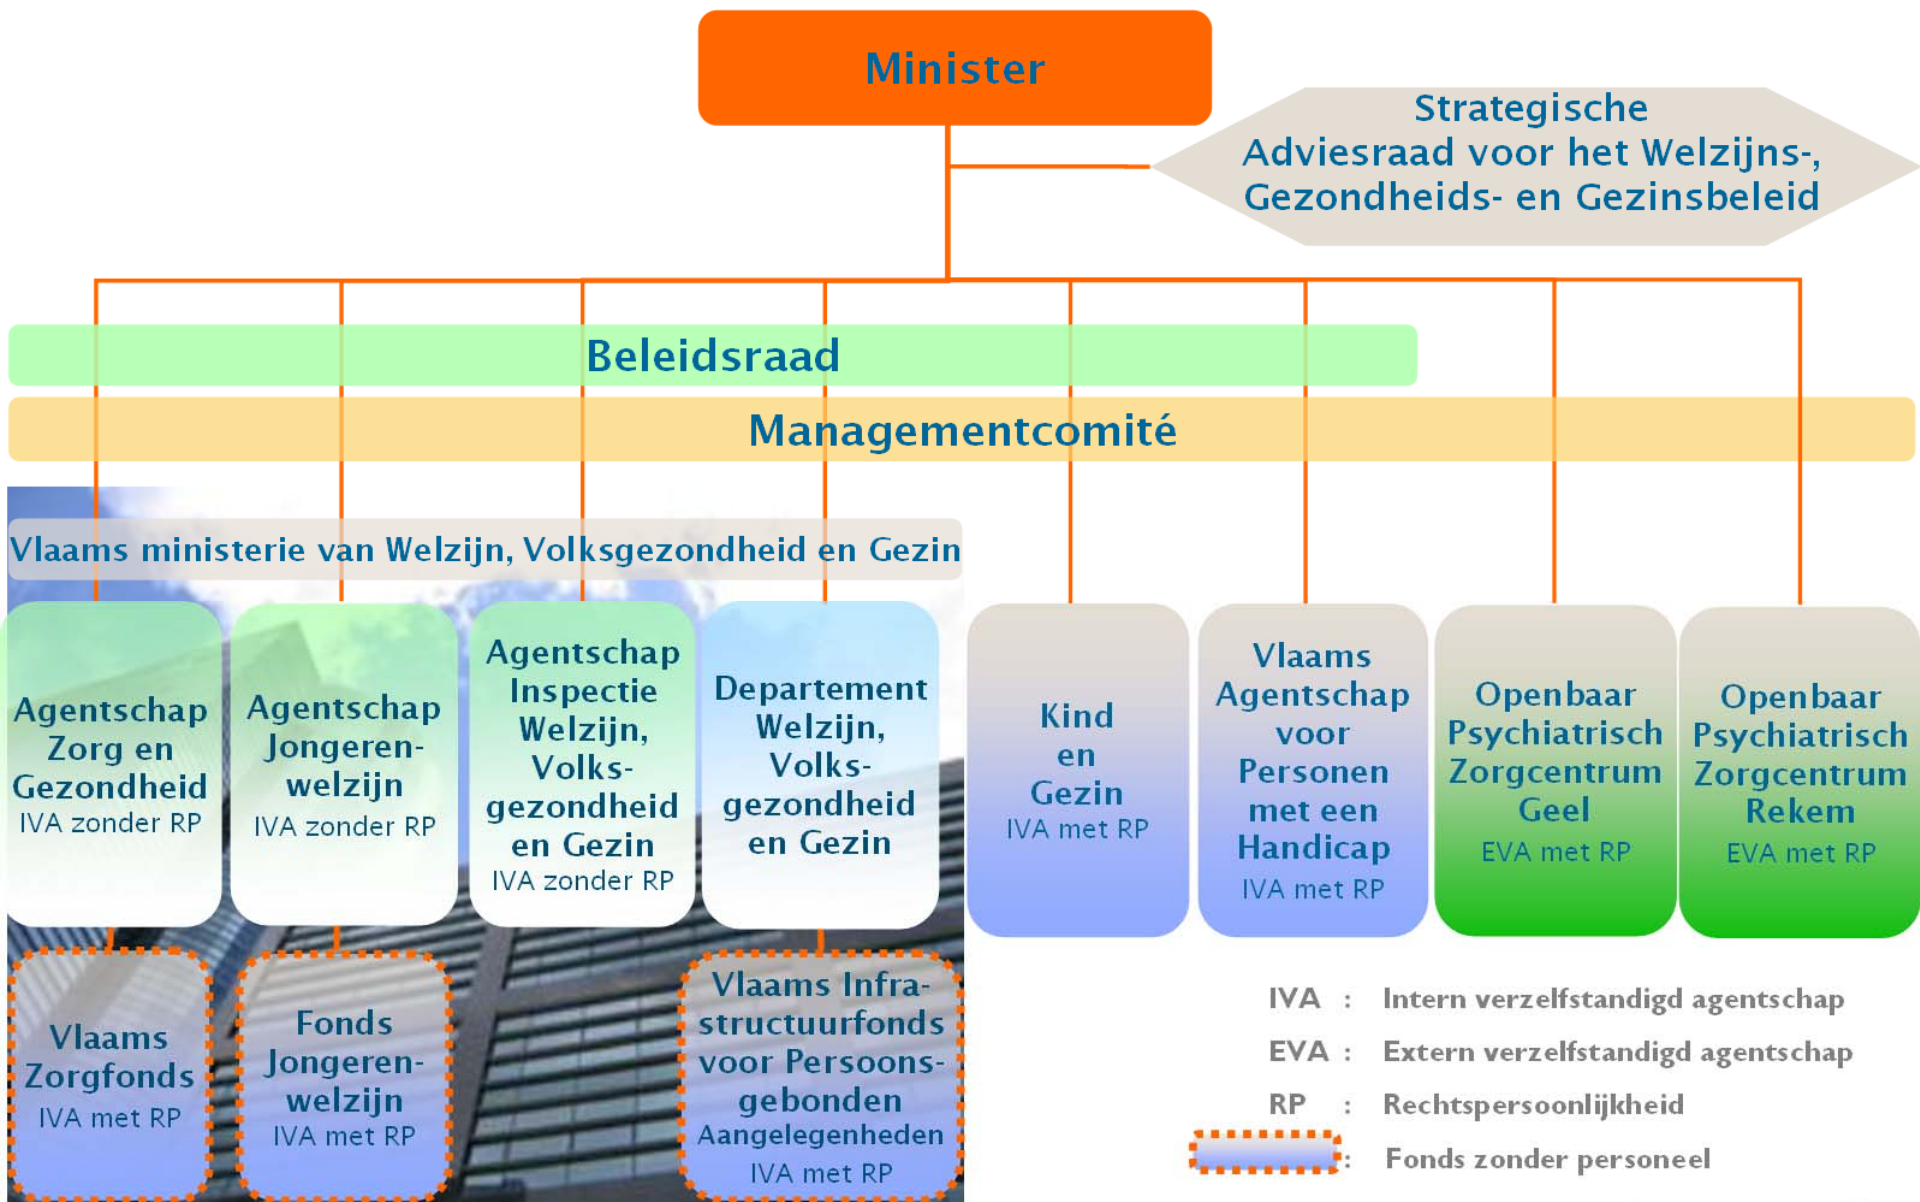 Minister
Strategische
Adviesraad voor het Welzijns-,
Gezondheids- en Gezinsbeleid
Beleidsraad
Managementcomité
Vlaams ministerie van Welzijn, Volksgezondheid en Gezin
Agentschap
Zorg en
Gezondheid
IVA zonder RP
Agentschap
Jongeren-
welzijn
IVA zonder RP
Agentschap
Inspectie
Welzijn,
Volks-
gezondheid
en Gezin
IVA zonder RP
Departement
Welzijn,
Volks-
gezondheid
en Gezin
Kind
en
Gezin
IVA met RP
Vlaams
Agentschap
voor
Personen
met een
Handicap
IVA met RP
Openbaar
Psychiatrisch
Zorgcentrum
Geel
EVA met RP
Openbaar
Psychiatrisch
Zorgcentrum
Rekem
EVA met RP
Vlaams
Zorgfonds
IVA met RP
Fonds
Jongeren-
welzijn
IVA met RP
Vlaams Infra-
structuurfonds
voor Persoons-
gebonden
Aangelegenheden
IVA met RP
IVA : Intern verzelfstandigd agentschap
EVA : Extern verzelfstandigd agentschap
RP : Rechtspersoonlijkheid
: Fonds zonder personeel